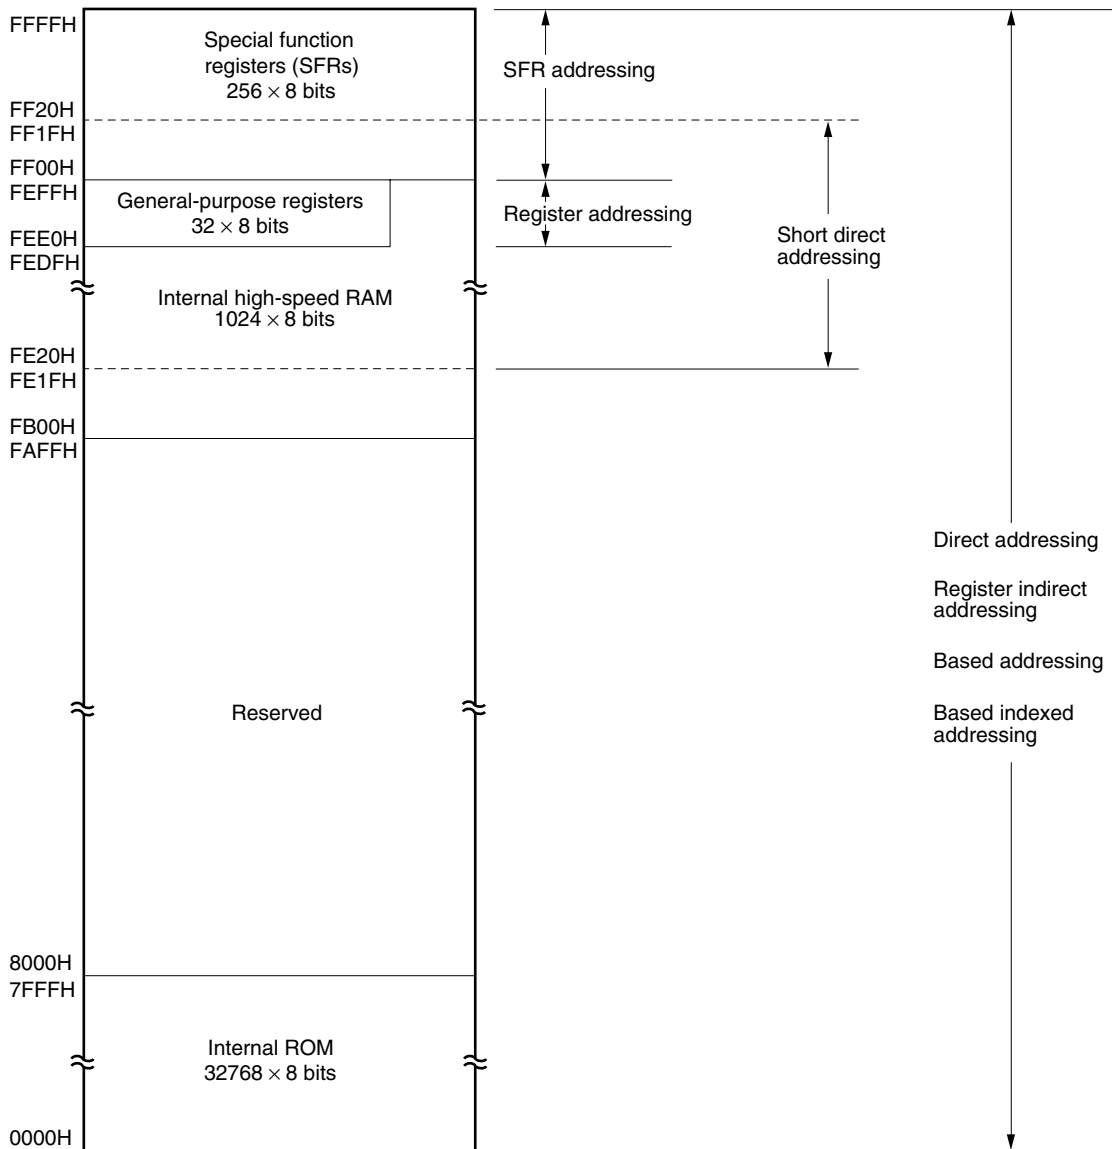 FFFFH
Special function
registers (SFRs)
256 × 8 bits
SFR addressing
FF20H
FF1FH
FF00H
FEFFH
General-purpose registers
32 × 8 bits
Register addressing
FEE0H
FEDFH
Short direct
addressing
Internal high-speed RAM
1024 × 8 bits
FE20H
FE1FH
FB00H
FAFFH
Direct addressing
Register indirect
addressing
Based addressing
Based indexed
addressing
Reserved
8000H
7FFFH
Internal ROM
32768 × 8 bits
0000H